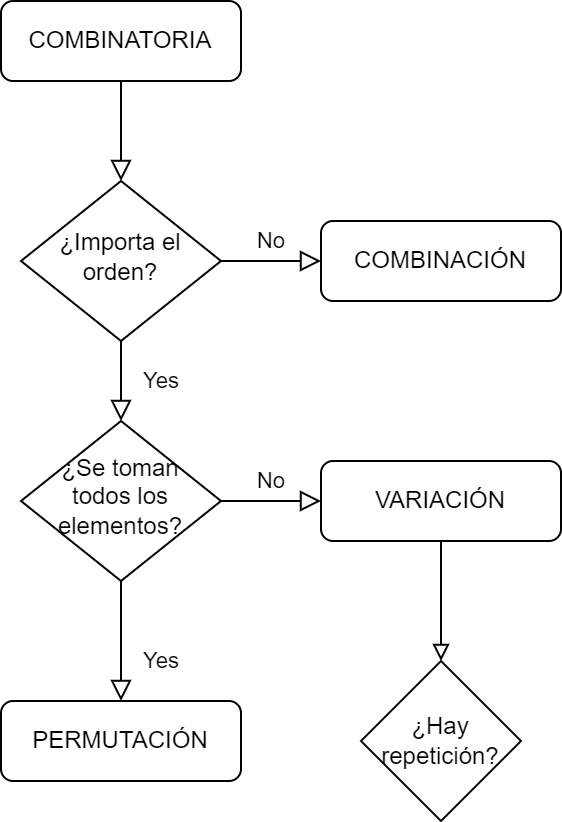 COMBINATORIA
¿Importa el
orden?
No
COMBINACIÓN
Yes
¿Se toman
todos los
elementos?
No
VARIACIÓN
Yes
PERMUTACIÓN
¿Hay
repetición?